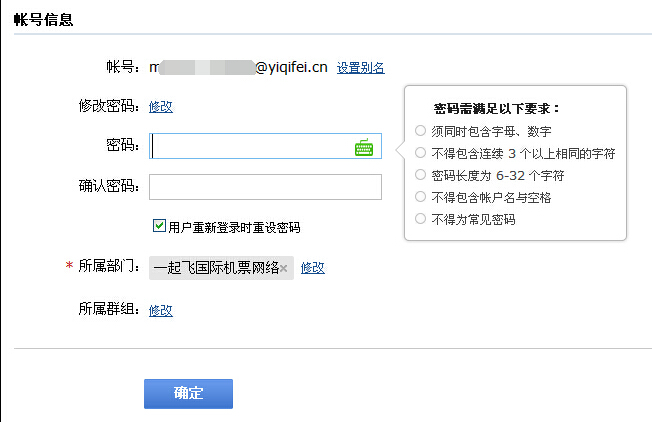 帐号信息
帐号：m @yiqifei.cn 设置别名
修改密码：修改
密码：
密码需满足以下要求：
须同时包含字母、数字
不得包含连续 3 个以上相同的字符
密码长度为 6-32 个字符
不得包含帐户名与空格
不得为常见密码
确认密码：
用户重新登录时重设密码
* 所属部门：一起飞国际机票网络× 修改
所属群组：修改
确定